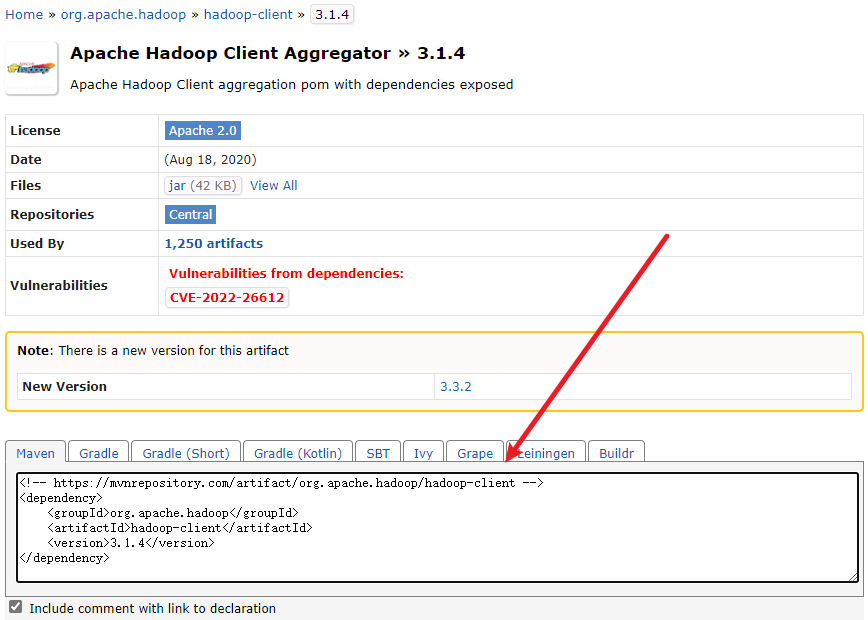 Home » org.apache.hadoop » hadoop-client » 3.1.4
Apache Hadoop Client Aggregator » 3.1.4
Apache Hadoop Client aggregation pom with dependencies exposed
License Apache 2.0
Date (Aug 18, 2020)
Files jar (42 KB) View All
Repositories Central
Used By 1,250 artifacts
Vulnerabilities from dependencies:
Vulnerabilities
CVE-2022-26612
Note: There is a new version for this artifact
New Version 3.3.2
Maven Gradle Gradle (Short) Gradle (Kotlin) SBT Ivy Grape Leiningen Buildr
<!-- https://mvnrepository.com/artifact/org.apache.hadoop/hadoop-client -->
<dependency>
    <groupId>org.apache.hadoop</groupId>
    <artifactId>hadoop-client</artifactId>
    <version>3.1.4</version>
</dependency>
Include comment with link to declaration